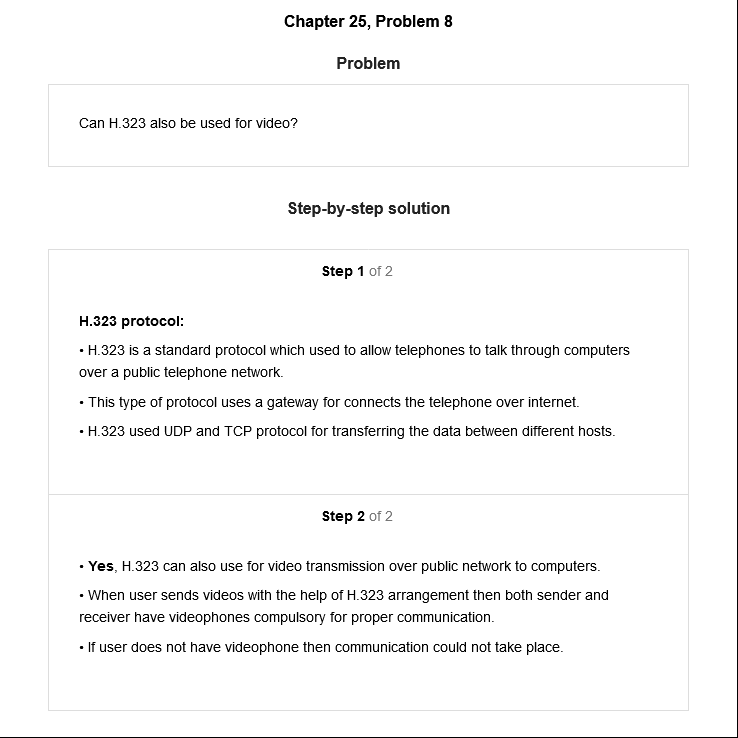 Chapter 25, Problem 8
Problem
Can H.323 also be used for video?
Step-by-step solution
Step 1 of 2
H.323 protocol:
• H.323 is a standard protocol which used to allow telephones to talk through computers
over a public telephone network.
• This type of protocol uses a gateway for connects the telephone over internet.
• H.323 used UDP and TCP protocol for transferring the data between different hosts.
Step 2 of 2
• Yes, H.323 can also use for video transmission over public network to computers.
• When user sends videos with the help of H.323 arrangement then both sender and
receiver have videophones compulsory for proper communication.
• If user does not have videophone then communication could not take place.